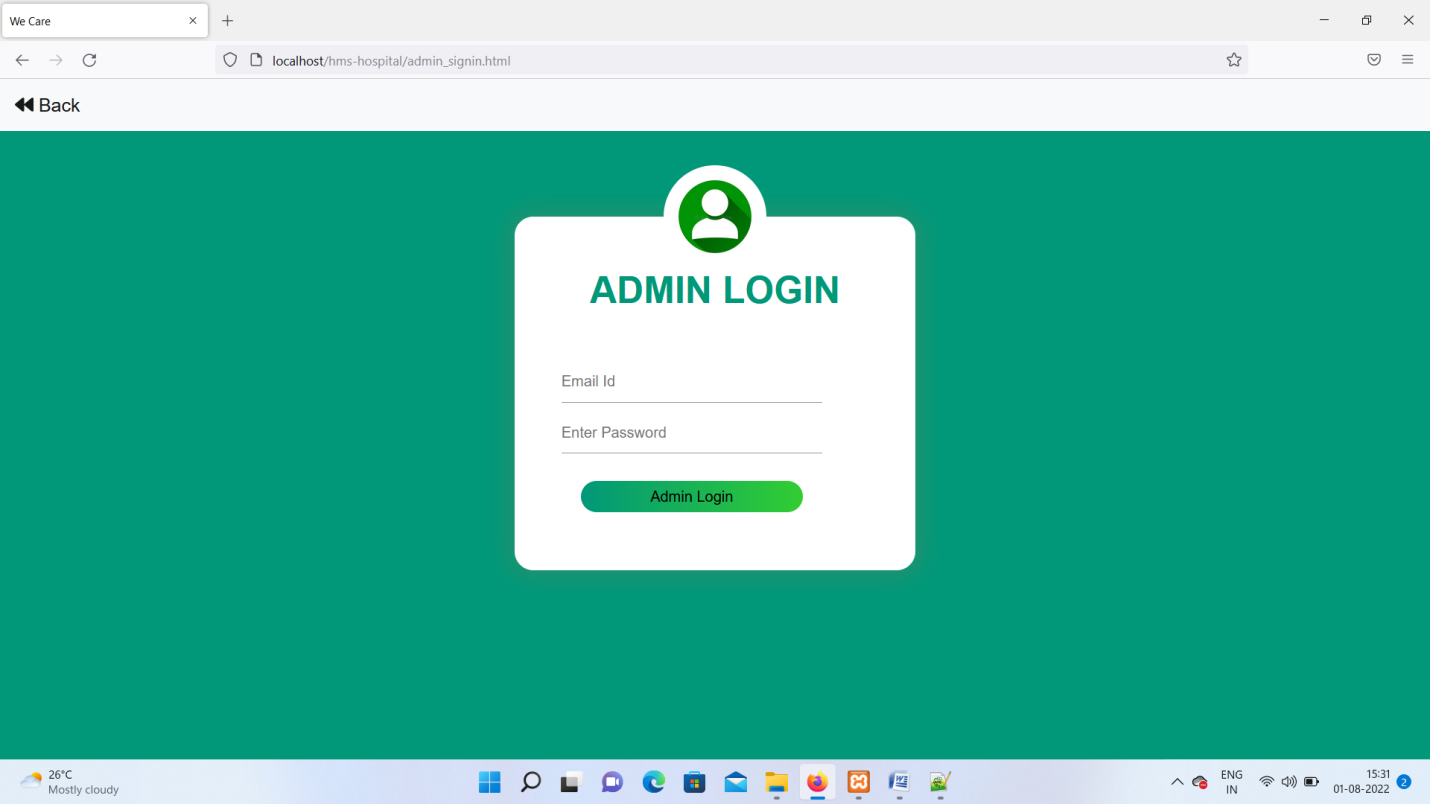 We Care
localhost/hms-hospital/admin_signin.html
Back
ADMIN LOGIN
Email Id
Enter Password
Admin Login
26°C
Mostly cloudy
ENG
IN
15:31
01-08-2022
2